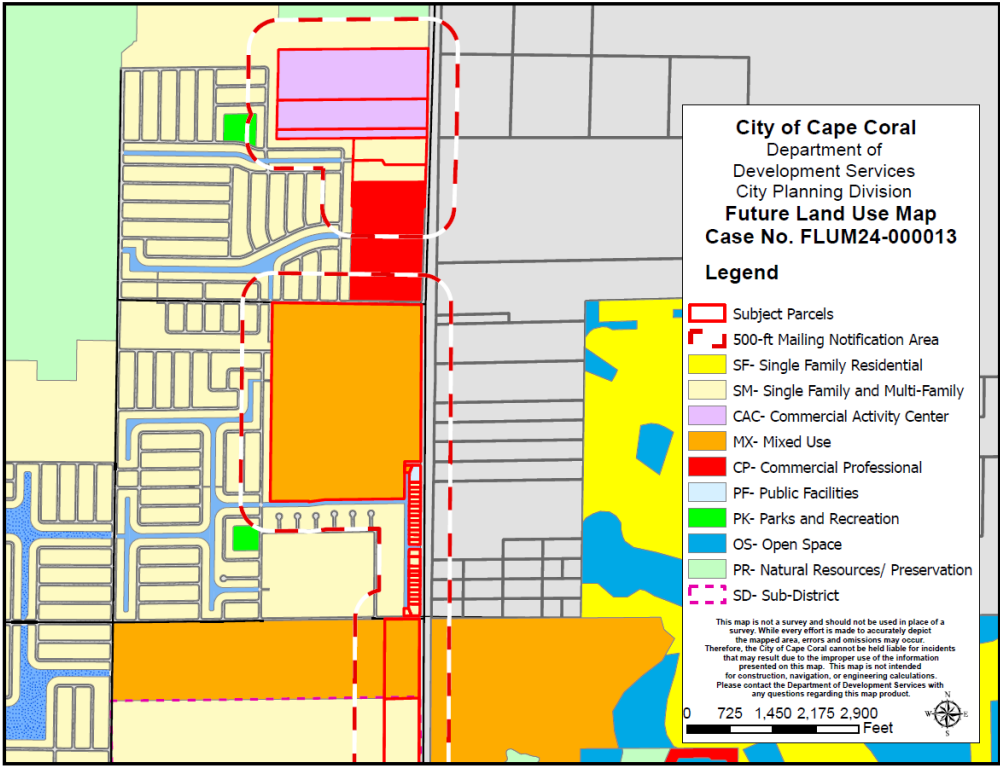 City of Cape Coral
Department of
Development Services
City Planning Division
Future Land Use Map
Case No. FLUM24-000013
Legend
Subject Parcels
500-ft Mailing Notification Area
SF- Single Family Residential
SM- Single Family and Multi-Family
CAC- Commercial Activity Center
MX- Mixed Use
CP- Commercial Professional
PF- Public Facilities
PK- Parks and Recreation
OS- Open Space
PR- Natural Resources/ Preservation
SD- Sub-District
This map is not a survey and should not be used in place of a
survey. While every effort is made to accurately depict
the mapped area, errors and omissions may occur.
Therefore, the City of Cape Coral cannot be held liable for incidents
that may result due to the improper use of the information
presented on this map. This map is not intended
for construction, navigation, or engineering calculations.
Please contact the Department of Development Services with
any questions regarding this map product.
0 725 1,450 2,175 2,900
Feet
N
W E
S